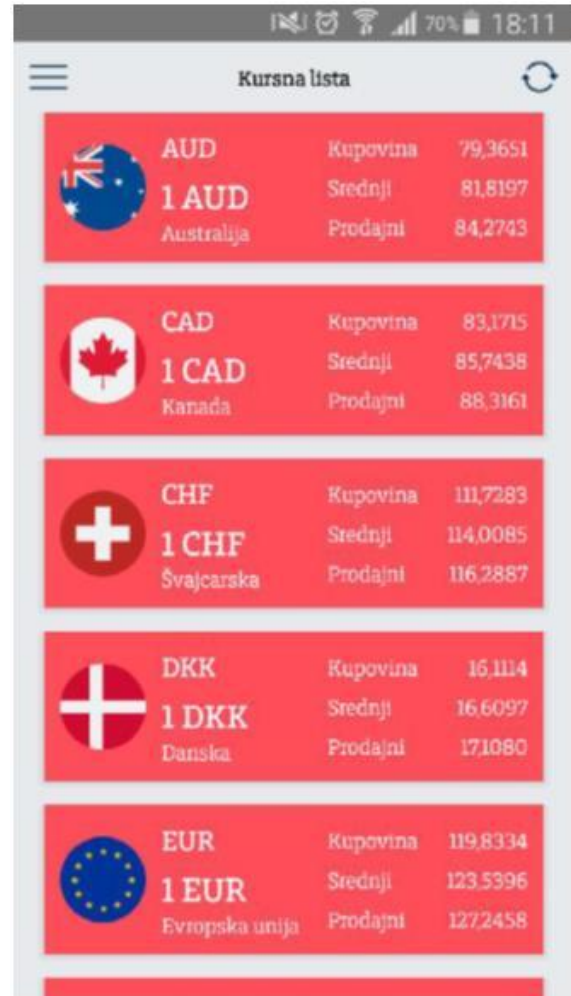 70% 18:11
Kursna lista
AUD Kupovina 79,3651
1 AUD Srednji 81,8197
Australija Prodajni 84,2743
CAD Kupovina 83,1715
1 CAD Srednji 85,7438
Kanada Prodajni 88,3161
CHF Kupovina 111,7283
1 CHF Srednji 114,0085
Švajcarska Prodajni 116,2887
DKK Kupovina 16,1114
1 DKK Srednji 16,6097
Danska Prodajni 17,1080
EUR Kupovina 119,8334
1 EUR Srednji 123,5396
Evropska unija Prodajni 127,2458